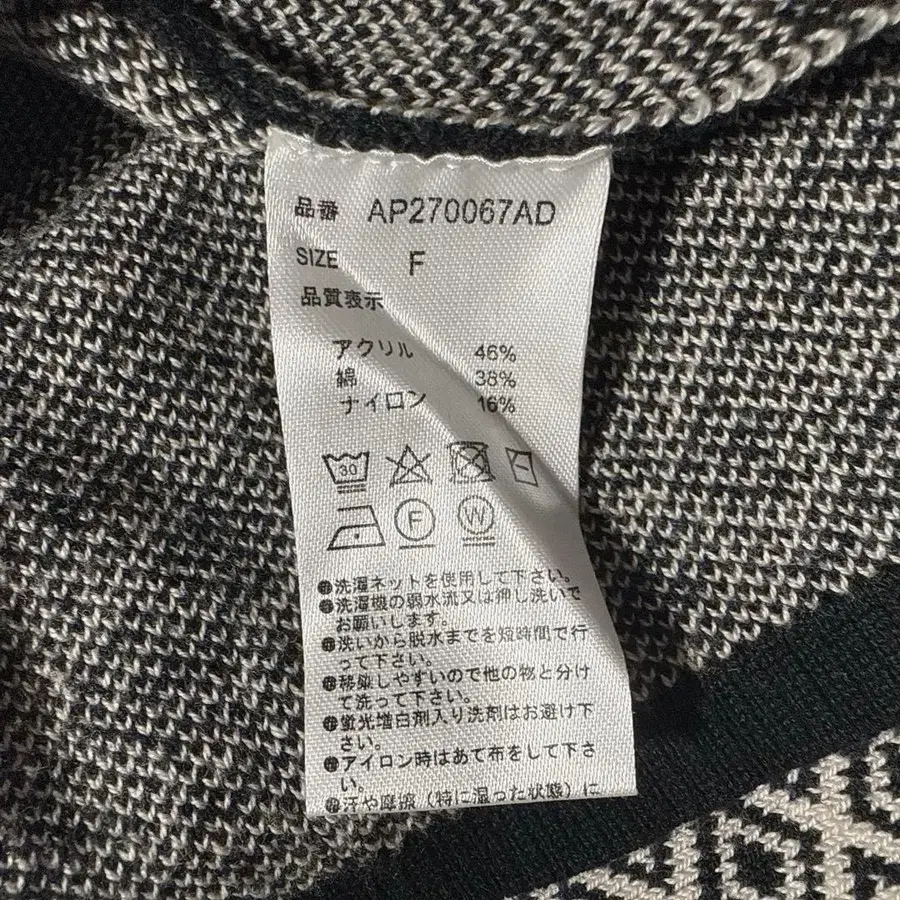 品番 AP270067AD
SIZE F
品質表示
アクリル 46%
綿 38%
ナイロン 16%
30
F W
●洗濯ネットを使用して下さい。
●洗濯機の弱水流又は押し洗いで
お願いします。
●洗いから脱水までを短時間で行
って下さい。
●移染しやすいので他の物と分け
て洗って下さい。
●蛍光増白剤入り洗剤はお避け下
さい。
●アイロン時はあて布をして下さ
い。
●汗や摩擦（特に湿った状態）に